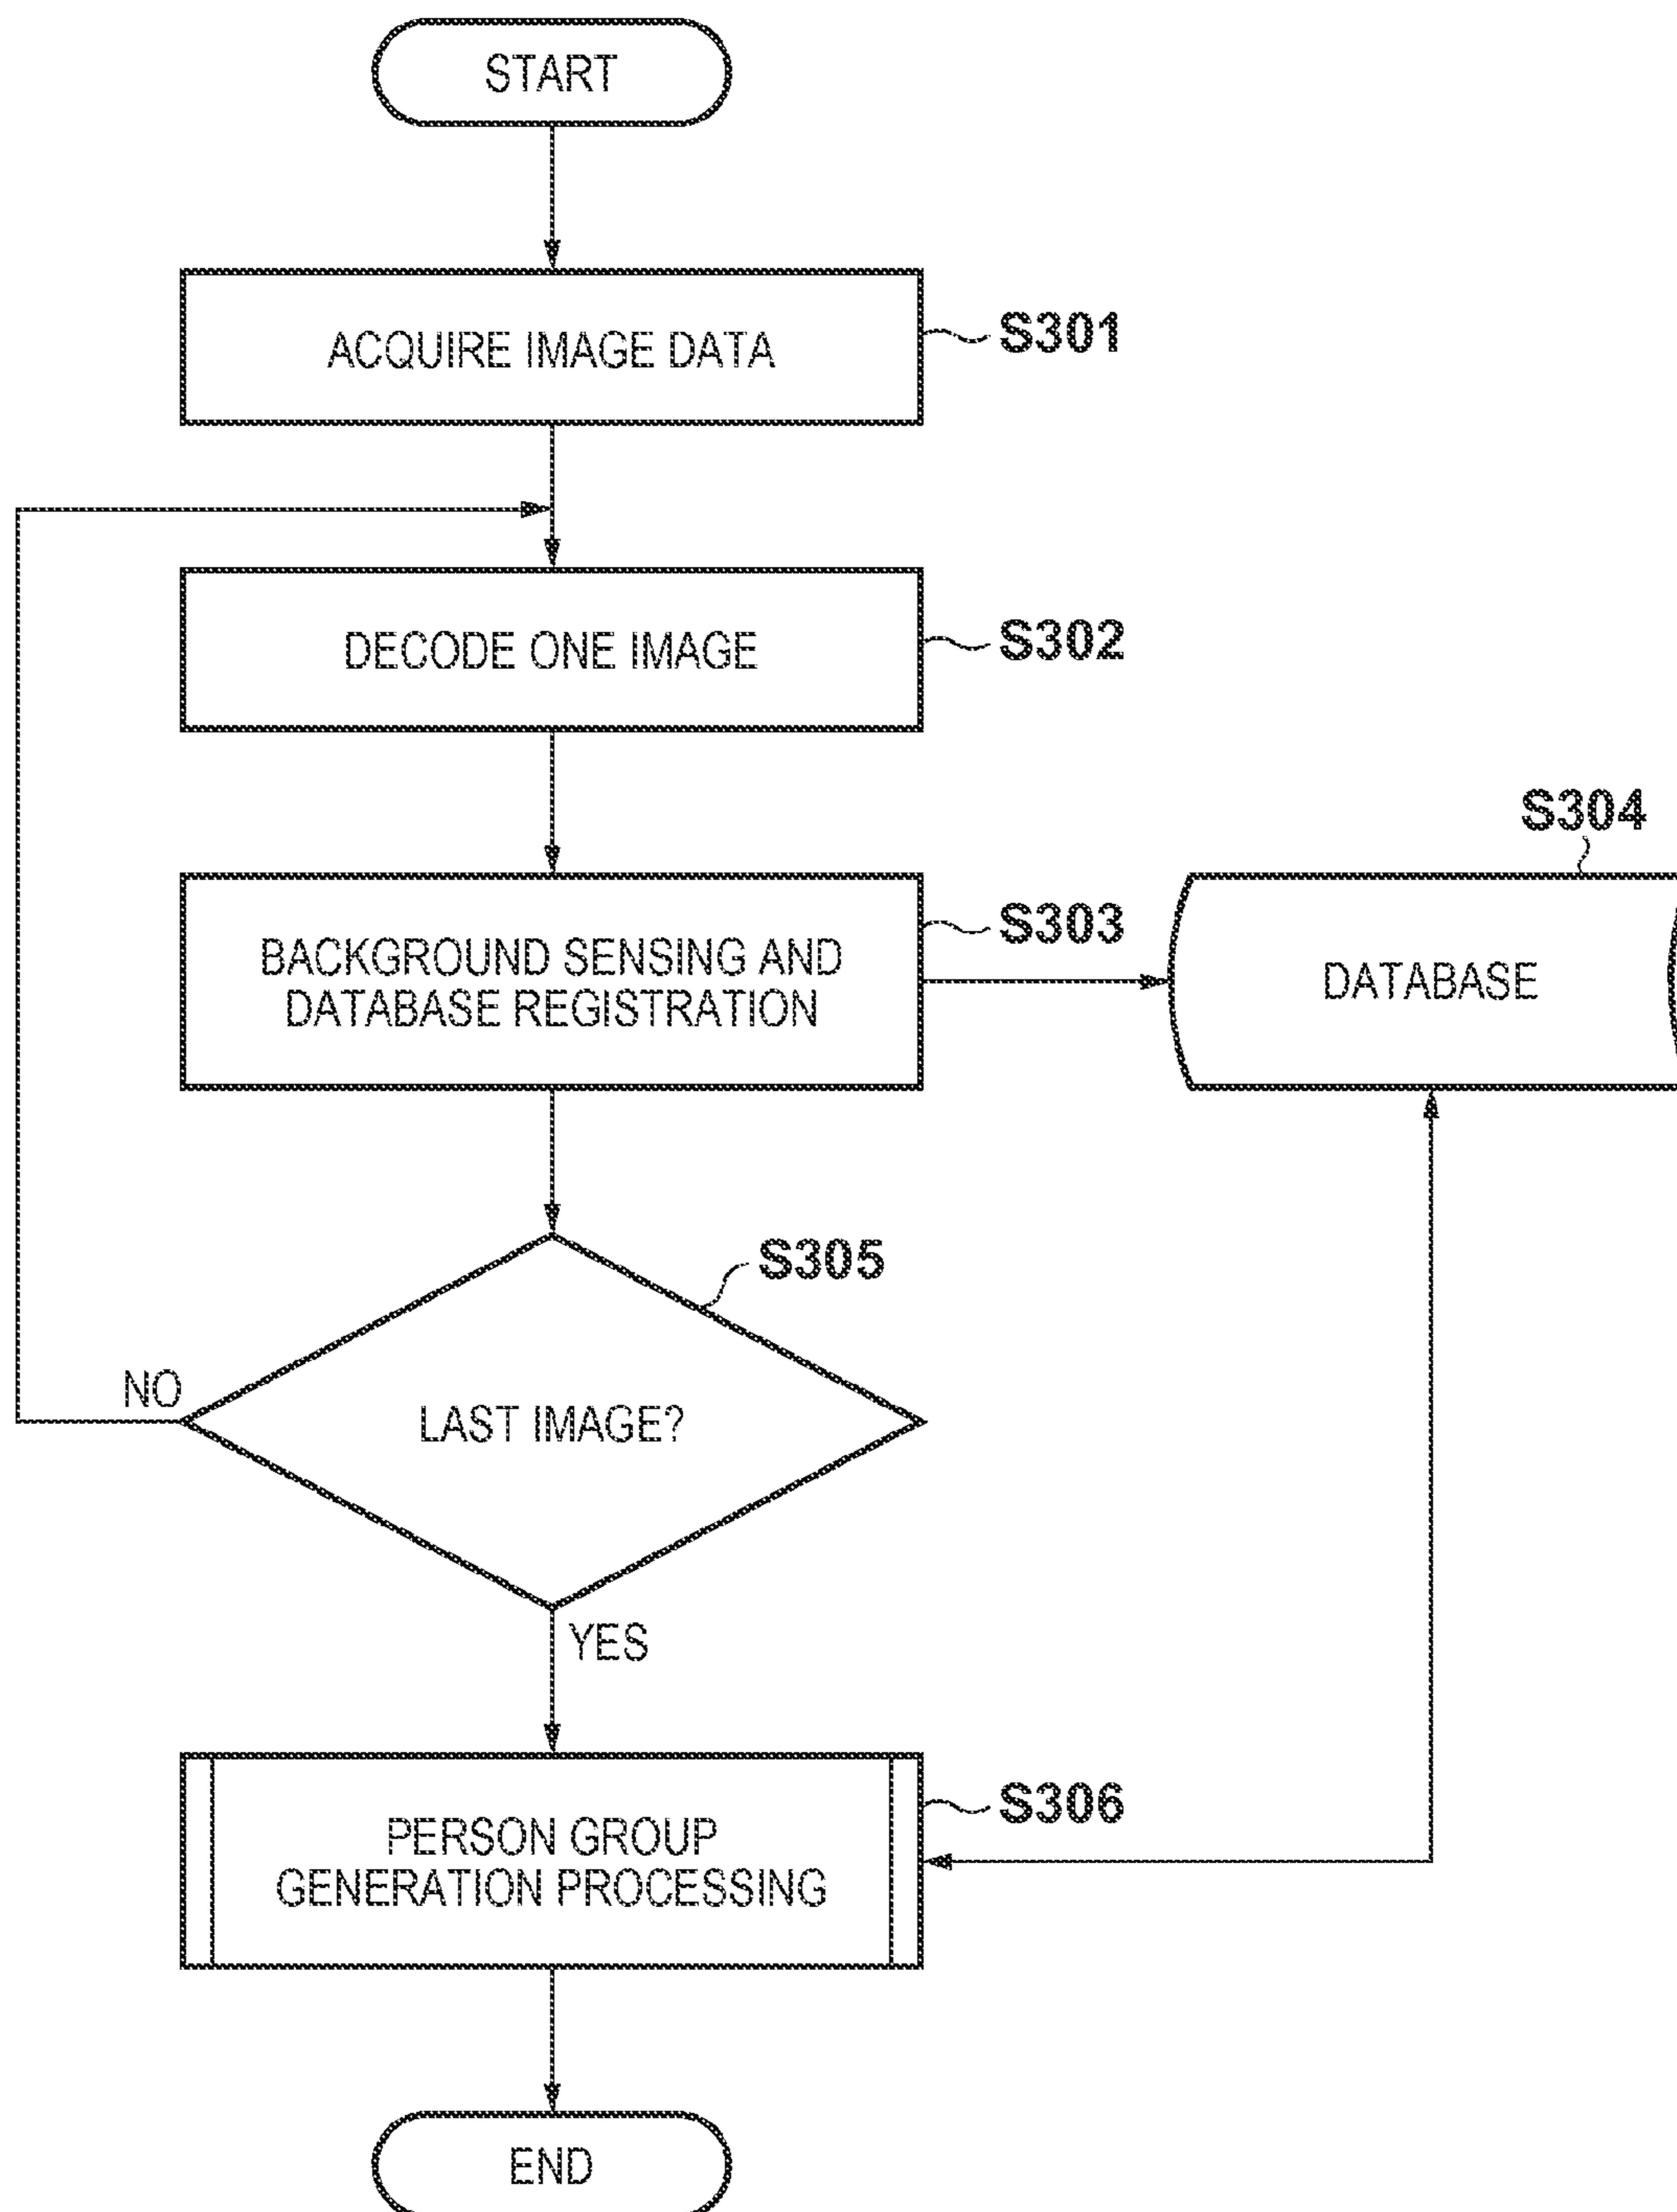 START
ACQUIRE IMAGE DATA
S301
DECODE ONE IMAGE
S302
S304
BACKGROUND SENSING AND
DATABASE REGISTRATION
S303
DATABASE
S305
LAST IMAGE?
NO
YES
PERSON GROUP
GENERATION PROCESSING
S306
END